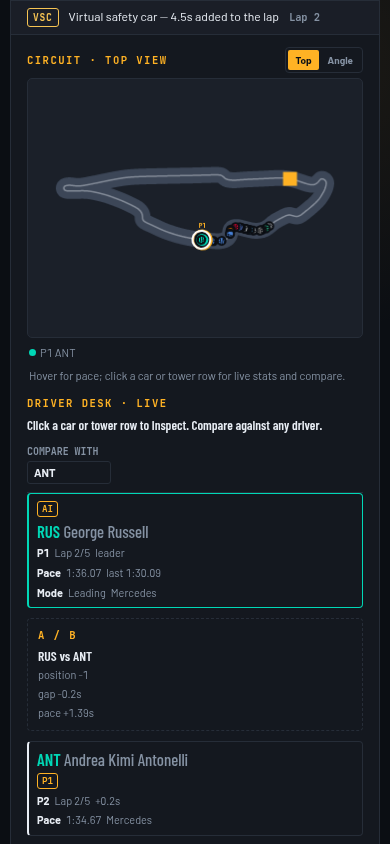 VSC Virtual safety car — 4.5s added to the lap Lap 2
CIRCUIT · TOP VIEW Top Angle
P1
P1 ANT
Hover for pace; click a car or tower row for live stats and compare.
DRIVER DESK · LIVE
Click a car or tower row to inspect. Compare against any driver.
COMPARE WITH
ANT
AI
RUS George Russell
P1 Lap 2/5 leader
Pace 1:36.07 last 1:30.09
Mode Leading Mercedes
A / B
RUS vs ANT
position -1
gap -0.2s
pace +1.39s
ANT Andrea Kimi Antonelli
P1
P2 Lap 2/5 +0.2s
Pace 1:34.67 Mercedes